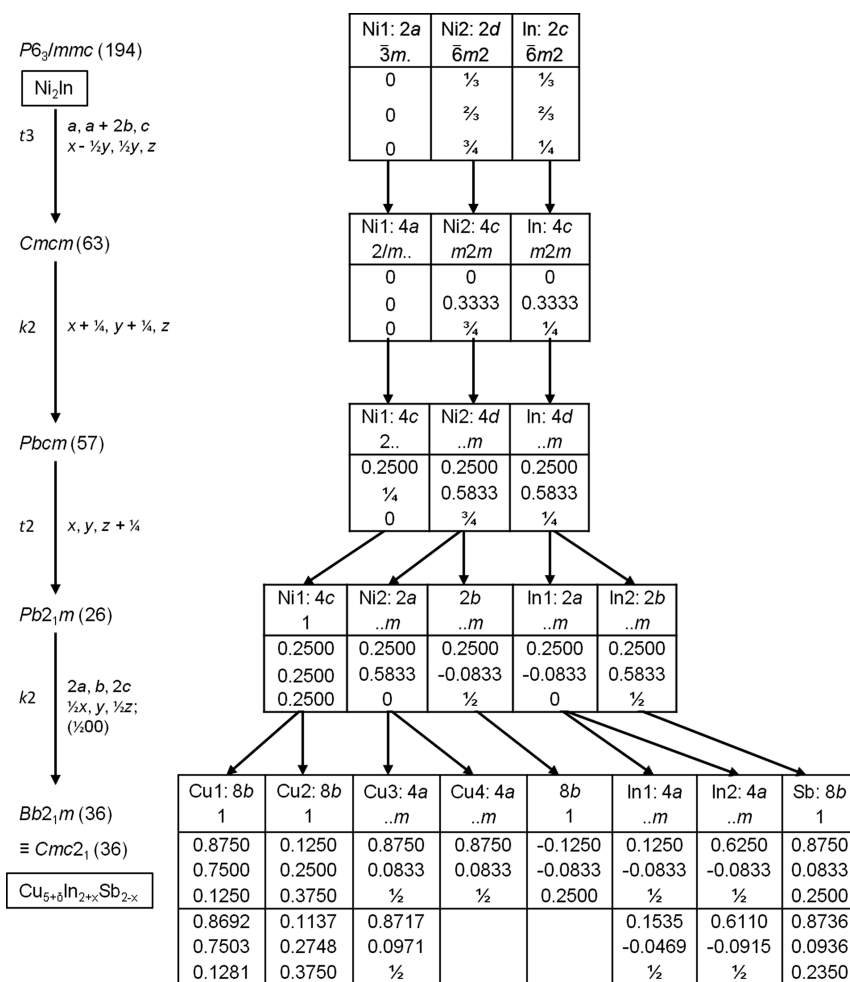 P6₃/mmc (194)
Ni₂In
t3
a, a + 2b, c
x - ½y, ½y, z
Ni1: 2a Ni2: 2d In: 2c
3̅m. 6̅m2 6̅m2
0 ⅓ ⅓
0 ⅔ ⅔
0 ¾ ¼
Cmcm (63)
k2
x + ¼, y + ¼, z
Ni1: 4a Ni2: 4c In: 4c
2/m.. m2m m2m
0 0 0
0 0.3333 0.3333
0 ¾ ¼
Pbcm (57)
t2
x, y, z + ¼
Ni1: 4c Ni2: 4d In: 4d
2.. ..m ..m
0.2500 0.2500 0.2500
¼ 0.5833 0.5833
0 ¾ ¼
Pb2₁m (26)
k2
2a, b, 2c
½x, y, ½z;
(½00)
Ni1: 4c Ni2: 2a 2b In1: 2a In2: 2b
1 ..m ..m ..m ..m
0.2500 0.2500 0.2500 0.2500 0.2500
0.2500 0.5833 -0.0833 -0.0833 0.5833
0.2500 0 ½ 0 ½
Bb2₁m (36)
≡ Cmc2₁ (36)
Cu₅₊δIn₂₊ₓSb₂₋ₓ
Cu1: 8b Cu2: 8b Cu3: 4a Cu4: 4a 8b In1: 4a In2: 4a Sb: 8b
1 1 ..m ..m 1 ..m ..m 1
0.8750 0.1250 0.8750 0.8750 -0.1250 0.1250 0.6250 0.8750
0.7500 0.2500 0.0833 0.0833 -0.0833 -0.0833 -0.0833 0.0833
0.1250 0.3750 ½ ½ 0.2500 ½ ½ 0.2500
0.8692 0.1137 0.8717 0.1535 0.6110 0.8736
0.7503 0.2748 0.0971 -0.0469 -0.0915 0.0936
0.1281 0.3750 ½ ½ ½ 0.2350